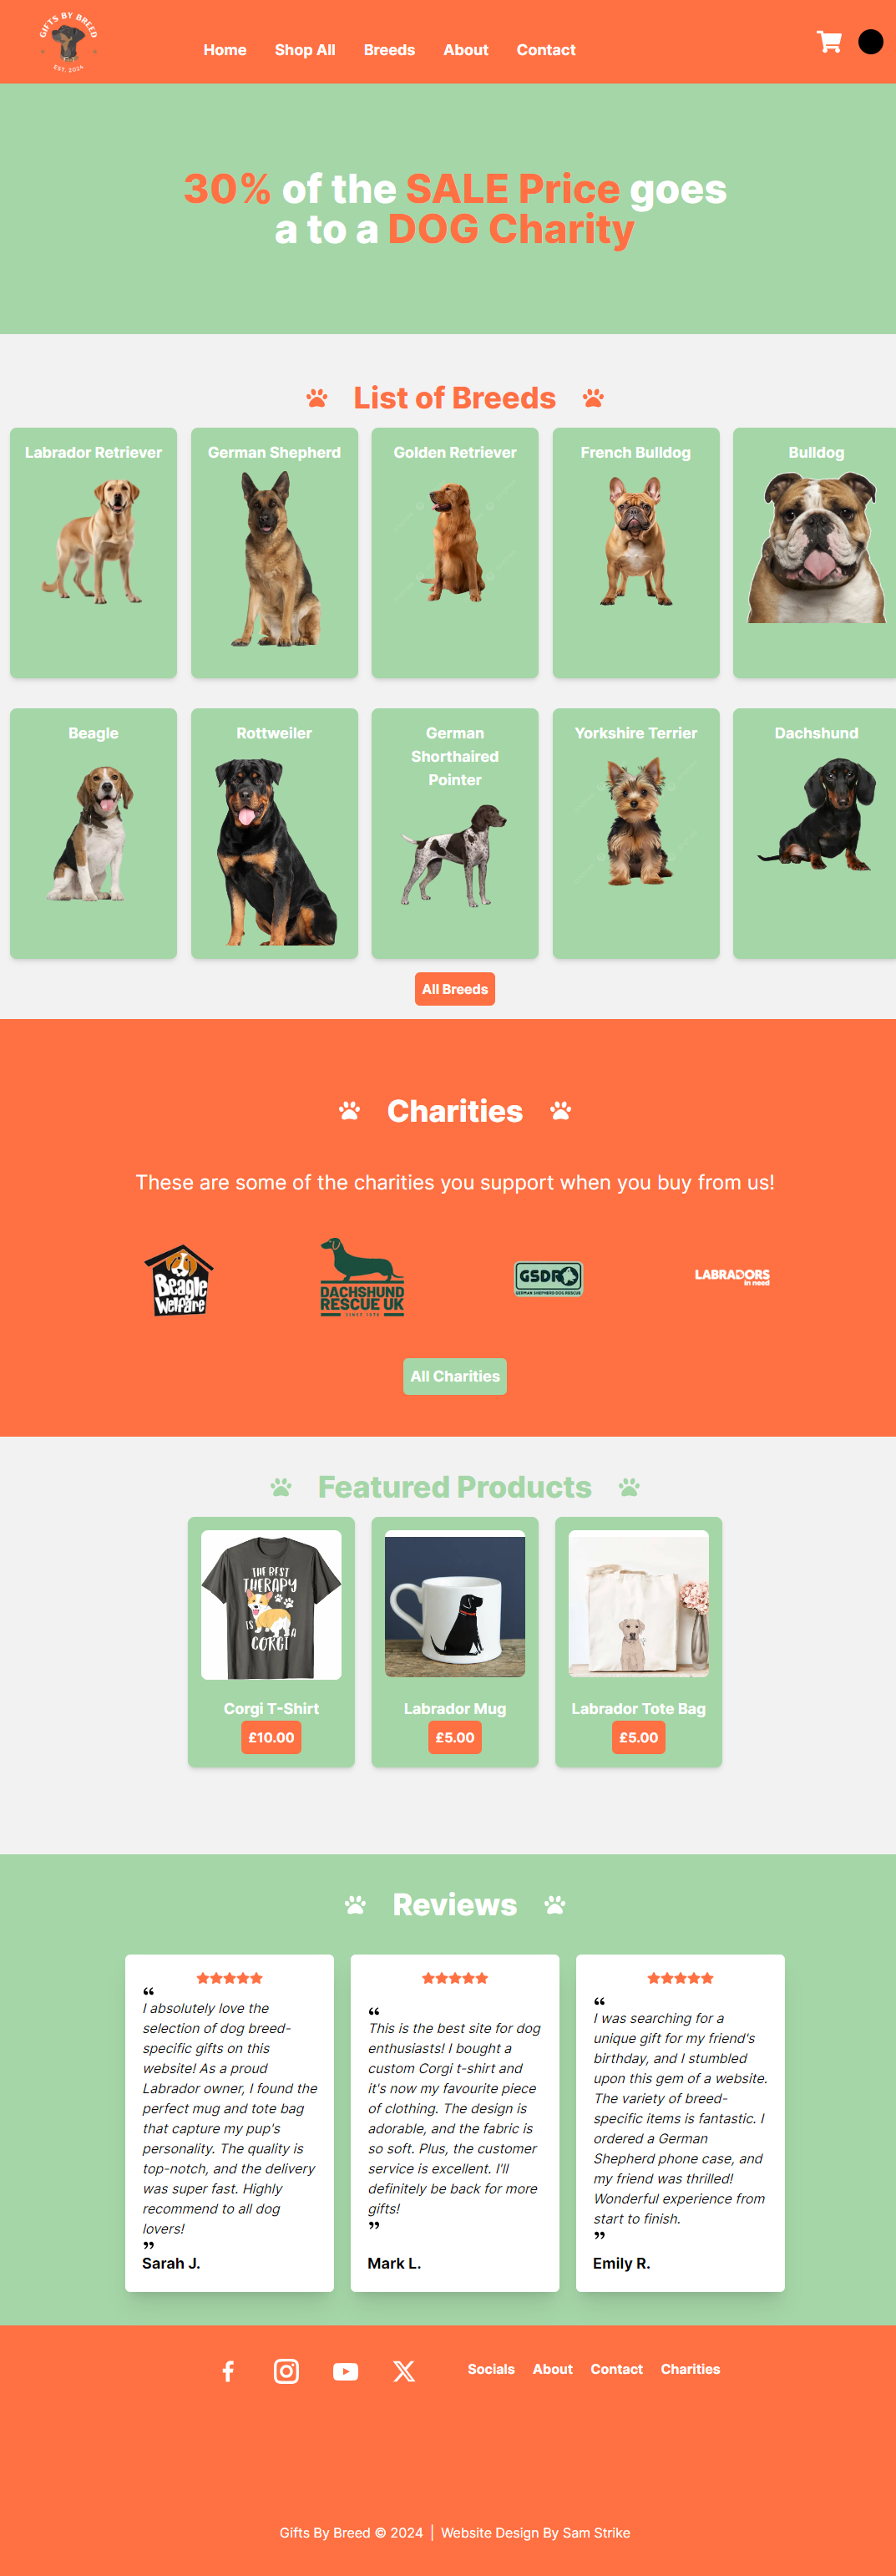 GIFTS BY BREED
EST. 2024
Home Shop All Breeds About Contact
30% of the SALE Price goes
a to a DOG Charity
List of Breeds
Labrador Retriever
German Shepherd
Golden Retriever
French Bulldog
Bulldog
Beagle
Rottweiler
German
Shorthaired
Pointer
Yorkshire Terrier
Dachshund
All Breeds
Charities
These are some of the charities you support when you buy from us!
Beagle
Welfare
DACHSHUND
RESCUE UK
GSDR
GERMAN SHEPHERD DOG RESCUE
LABRADORS
in need
All Charities
Featured Products
THE BEST
THERAPY
IS A
CORGI
Corgi T-Shirt
£10.00
Labrador Mug
£5.00
Labrador Tote Bag
£5.00
Reviews
“
I absolutely love the
selection of dog breed-
specific gifts on this
website! As a proud
Labrador owner, I found the
perfect mug and tote bag
that capture my pup's
personality. The quality is
top-notch, and the delivery
was super fast. Highly
recommend to all dog
lovers!
”
Sarah J.
“
This is the best site for dog
enthusiasts! I bought a
custom Corgi t-shirt and
it's now my favourite piece
of clothing. The design is
adorable, and the fabric is
so soft. Plus, the customer
service is excellent. I'll
definitely be back for more
gifts!
”
Mark L.
“
I was searching for a
unique gift for my friend's
birthday, and I stumbled
upon this gem of a website.
The variety of breed-
specific items is fantastic. I
ordered a German
Shepherd phone case, and
my friend was thrilled!
Wonderful experience from
start to finish.
”
Emily R.
Socials About Contact Charities
Gifts By Breed © 2024 | Website Design By Sam Strike